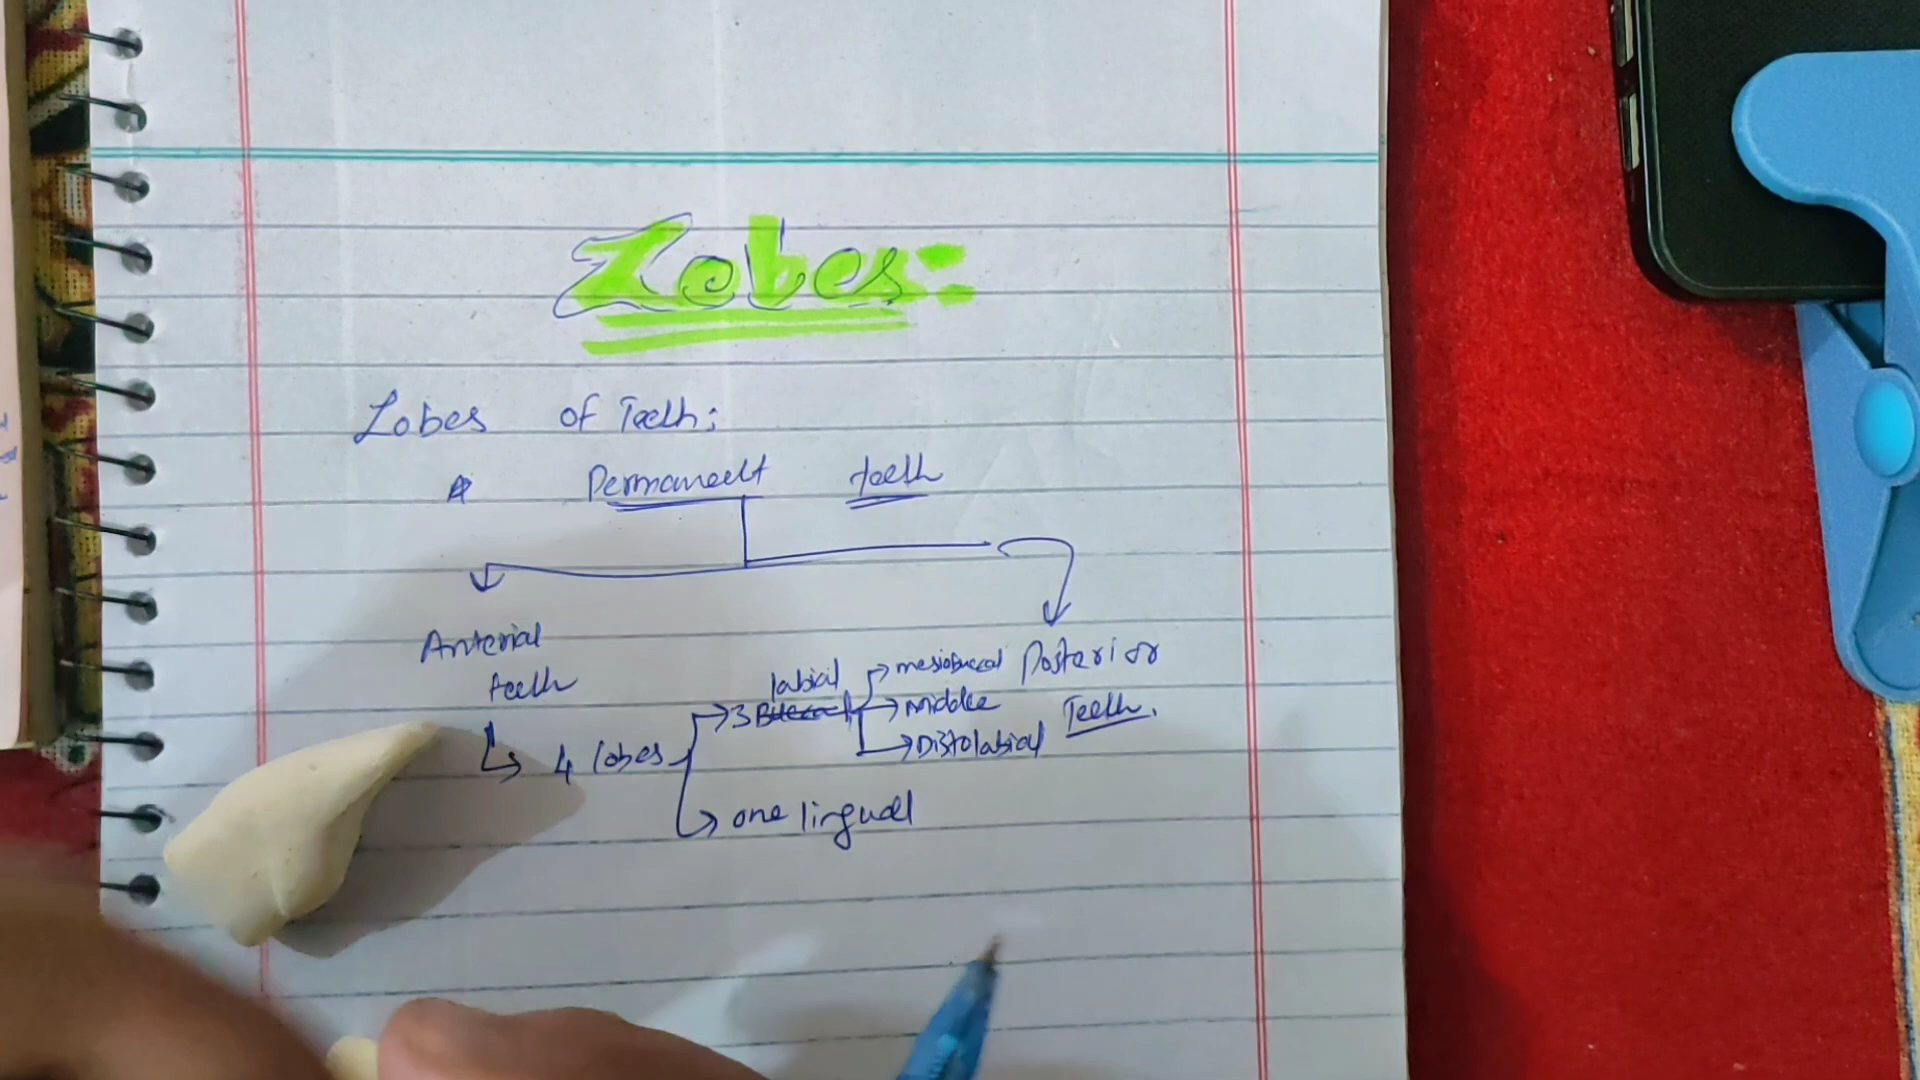 Lobes:
Lobes of Teeth:
Permanent teeth
Anterial
teeth
Posterior
Teeth.
4 lobes
labial
3 Buccal
mesiobuccal
middle
Distolabial
one lingual